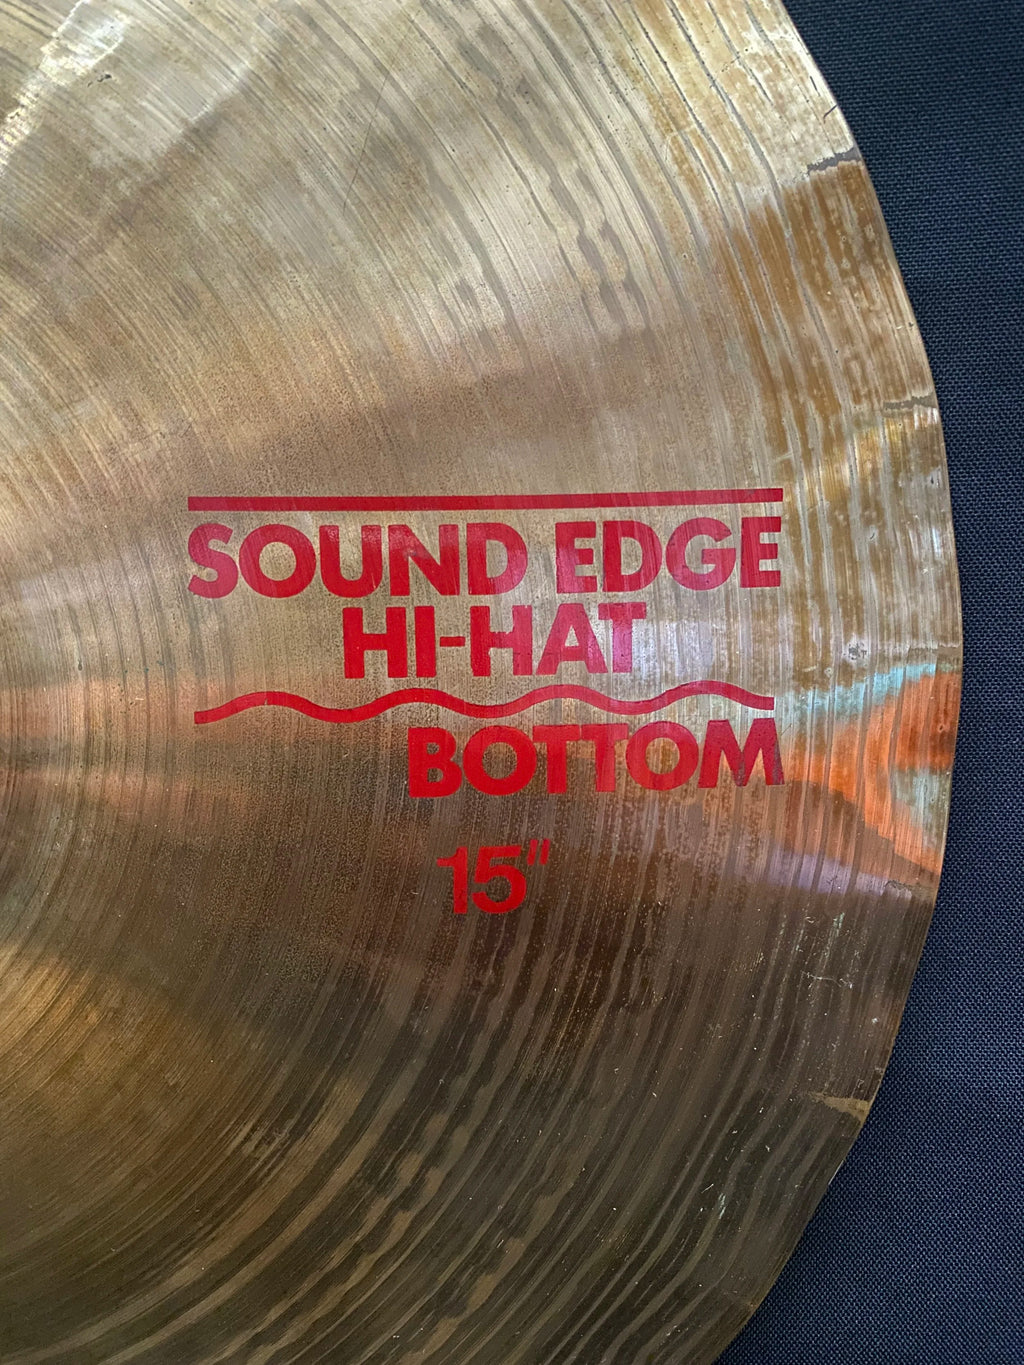 SOUND EDGE
HI-HAT
BOTTOM
15"